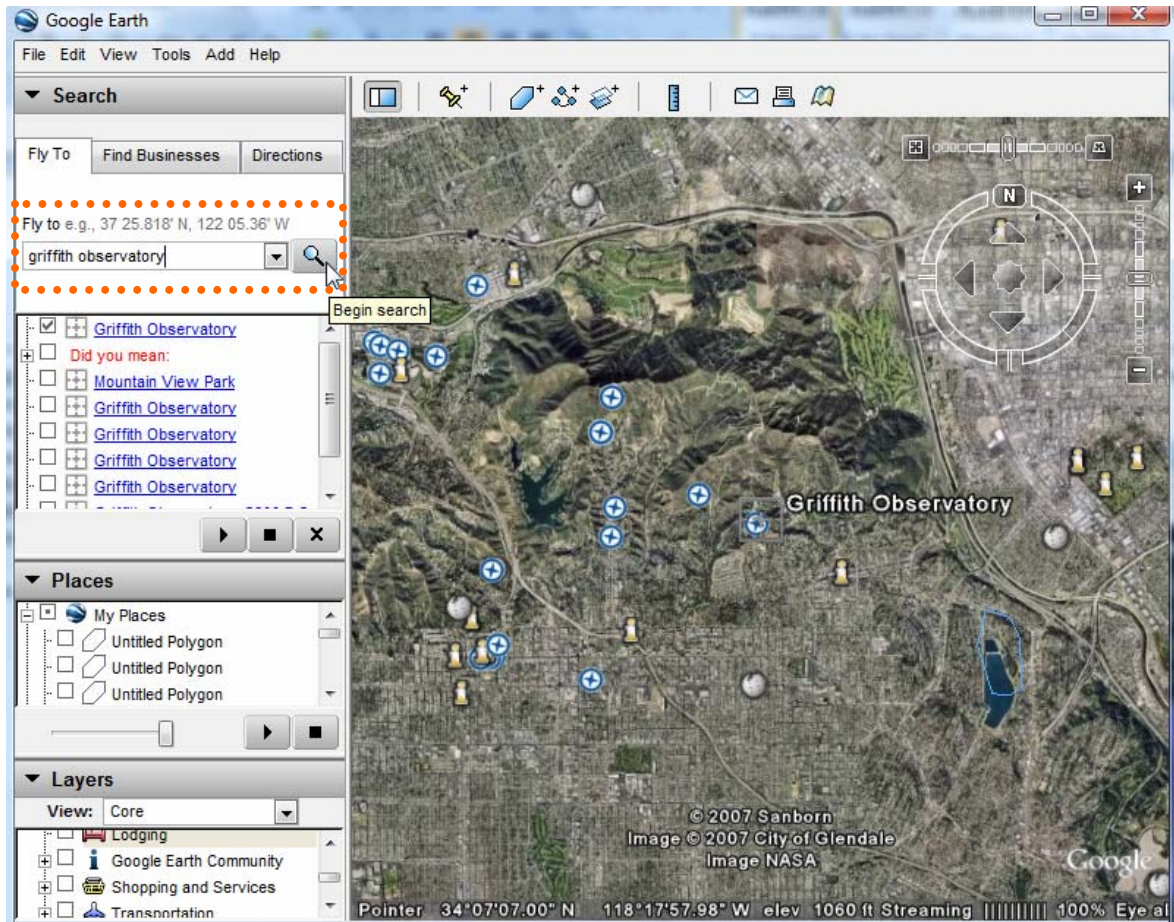 Google Earth
File Edit View Tools Add Help
Search
Fly To Find Businesses Directions
Fly to e.g., 37 25.818' N, 122 05.36' W
griffith observatory
Begin search
Griffith Observatory
Did you mean:
Mountain View Park
Griffith Observatory
Griffith Observatory
Griffith Observatory
Griffith Observatory
Places
My Places
Untitled Polygon
Untitled Polygon
Untitled Polygon
Layers
View: Core
Lodging
Google Earth Community
Shopping and Services
Transportation
N
Griffith Observatory
© 2007 Sanborn
Image © 2007 City of Glendale
Image NASA
Google
Pointer 34°07'07.00" N 118°17'57.98" W elev 1060 ft Streaming |||||||||| 100% Eye al